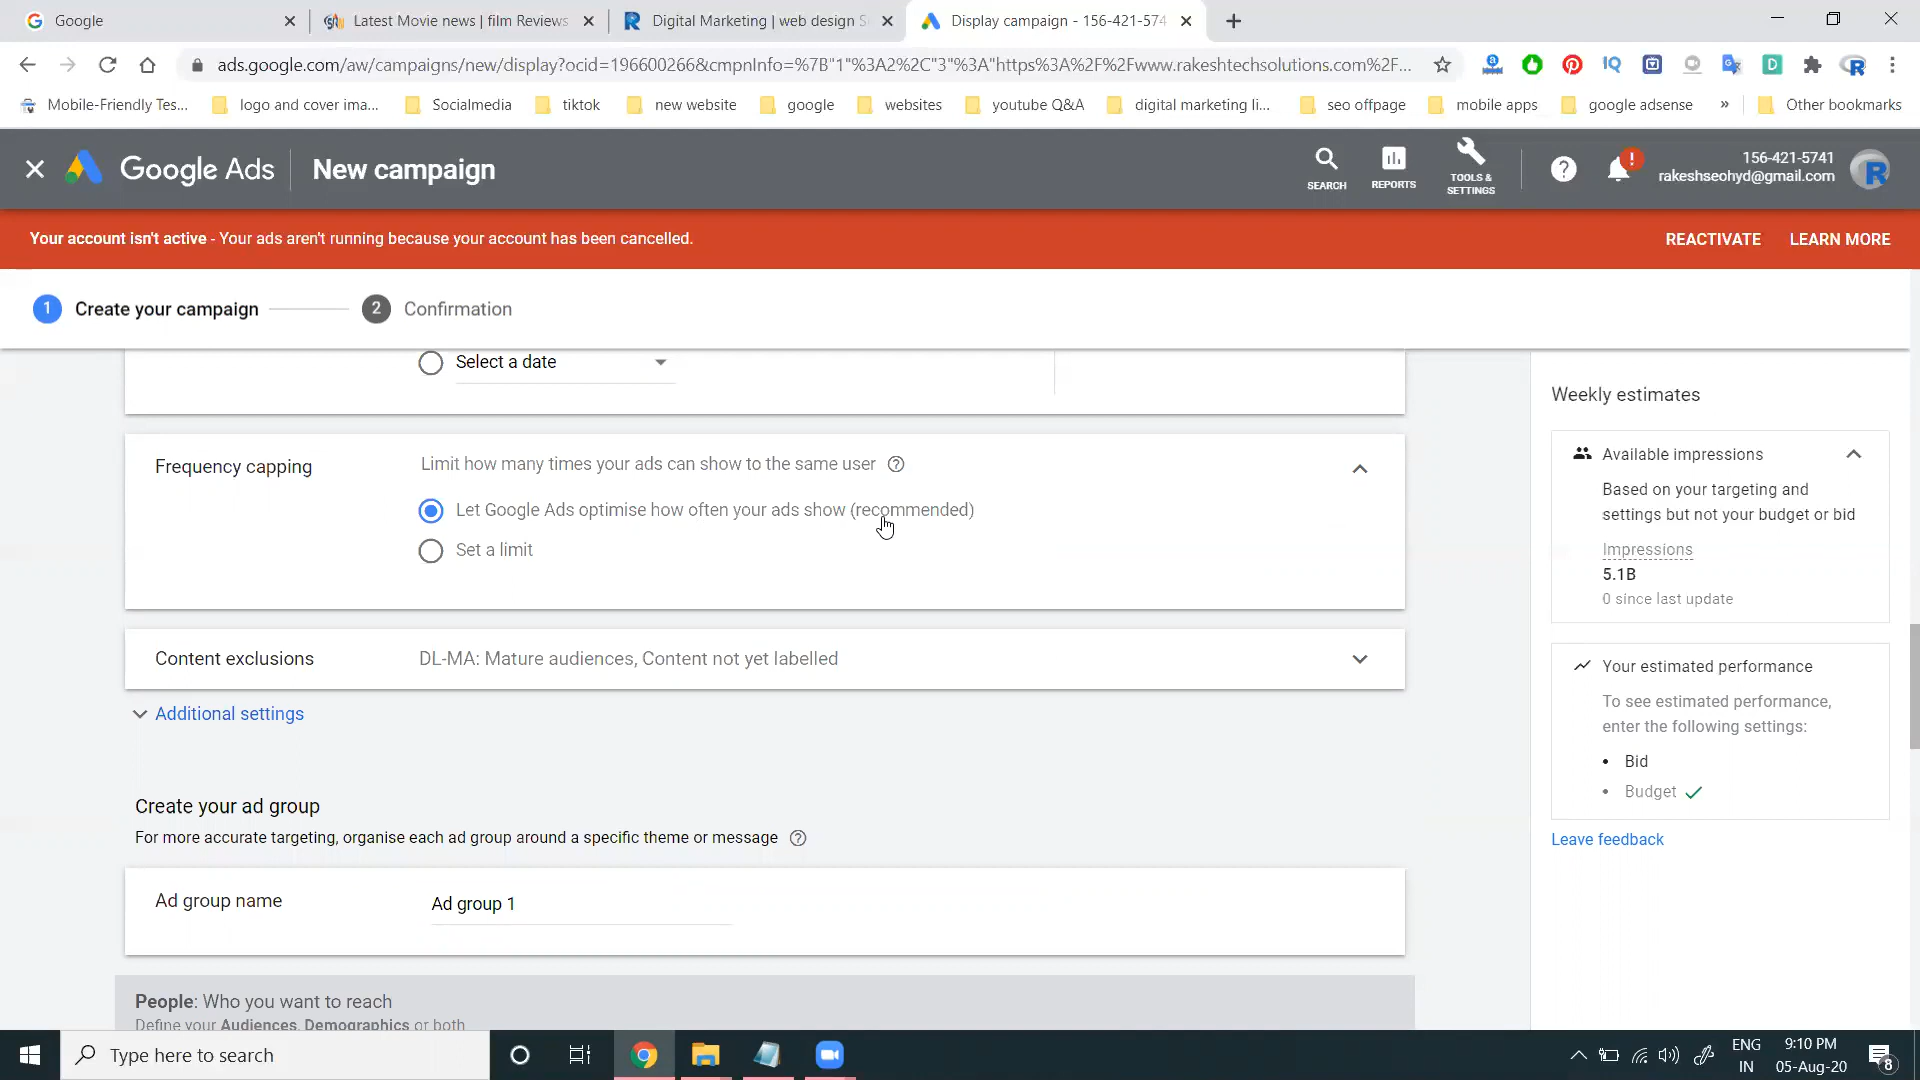 Google
Latest Movie news | film Reviews
Digital Marketing | web design S
Display campaign - 156-421-574
ads.google.com/aw/campaigns/new/display?ocid=196600266&cmpnInfo=%7B"1"%3A2%2C"3"%3A"https%3A%2F%2Fwww.rakeshtechsolutions.com%2F...
Mobile-Friendly Tes...
logo and cover ima...
Socialmedia
tiktok
new website
google
websites
youtube Q&A
digital marketing li...
seo offpage
mobile apps
google adsense
»
Other bookmarks
Google Ads
New campaign
SEARCH
REPORTS
TOOLS &
SETTINGS
156-421-5741
rakeshseohyd@gmail.com
Your account isn't active - Your ads aren't running because your account has been cancelled.
REACTIVATE
LEARN MORE
1
Create your campaign
2
Confirmation
Select a date
Frequency capping
Limit how many times your ads can show to the same user
Let Google Ads optimise how often your ads show (recommended)
Set a limit
Content exclusions
DL-MA: Mature audiences, Content not yet labelled
Additional settings
Create your ad group
For more accurate targeting, organise each ad group around a specific theme or message
Ad group name
Ad group 1
People: Who you want to reach
Define your Audiences, Demographics or both
Weekly estimates
Available impressions
Based on your targeting and
settings but not your budget or bid
Impressions
5.1B
0 since last update
Your estimated performance
To see estimated performance,
enter the following settings:
• Bid
• Budget
Leave feedback
Type here to search
ENG
IN
9:10 PM
05-Aug-20
8